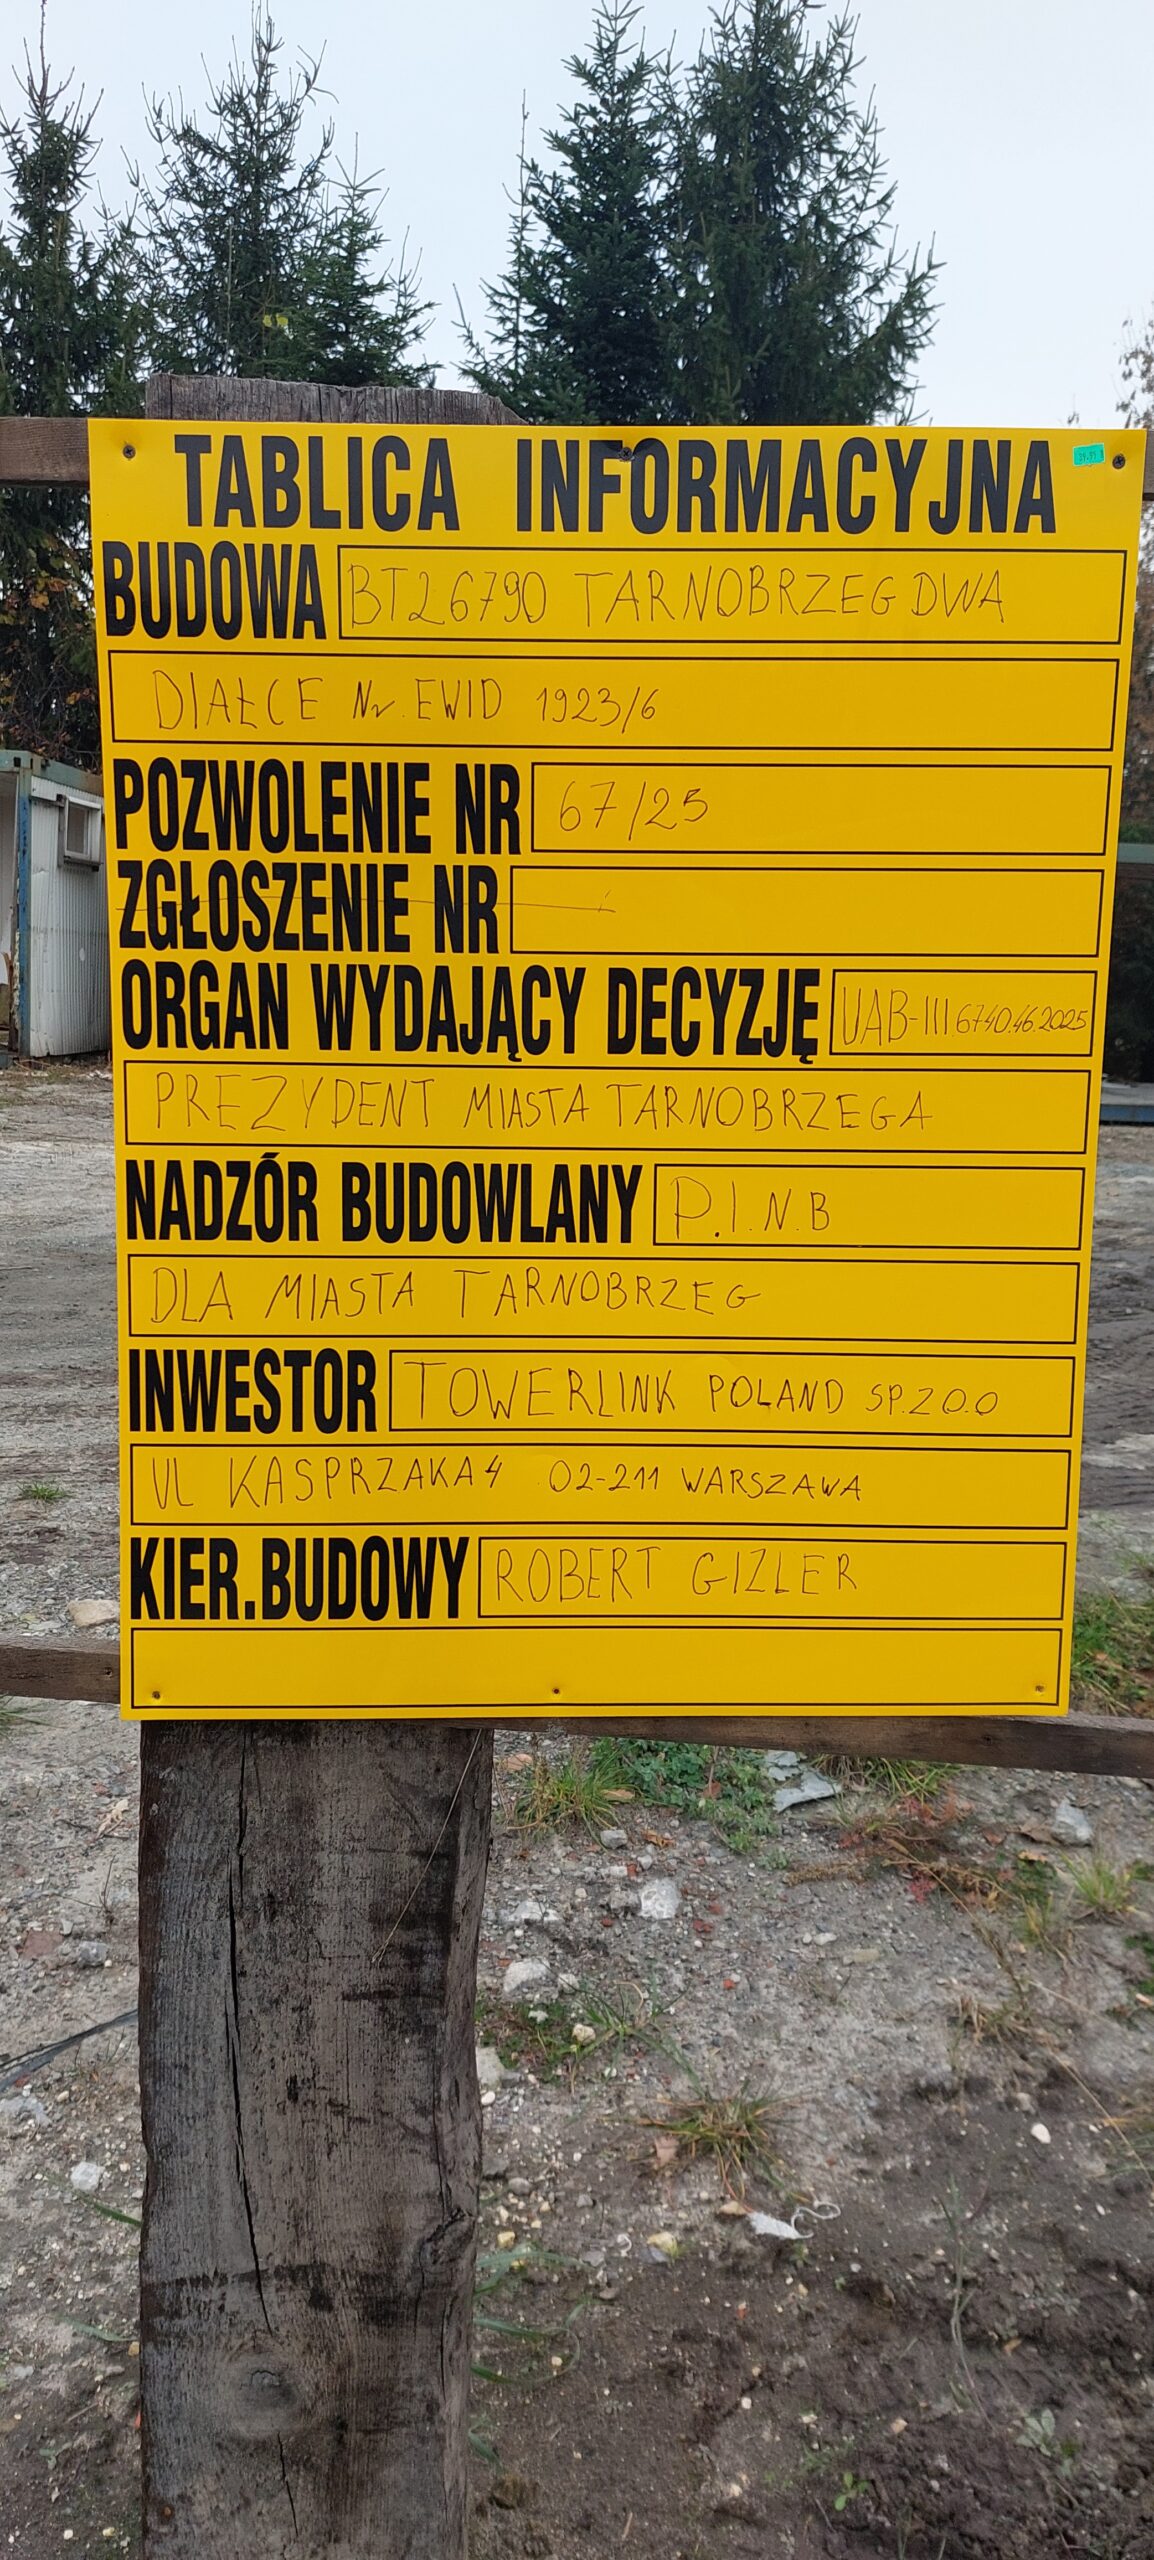 TABLICA INFORMACYJNA
BUDOWA BT26790 TARNOBRZEG DWA
DIAŁCE Nr. EWID 1923/6
POZWOLENIE NR 67/25
ZGŁOSZENIE NR
ORGAN WYDAJĄCY DECYZJĘ UAB-III.6740.46.2025
PREZYDENT MIASTA TARNOBRZEGA
NADZÓR BUDOWLANY P.I.N.B
DLA MIASTA TARNOBRZEG
INWESTOR TOWERLINK POLAND SP.ZO.O
UL KASPRZAKA 4 02-211 WARSZAWA
KIER.BUDOWY ROBERT GIZLER